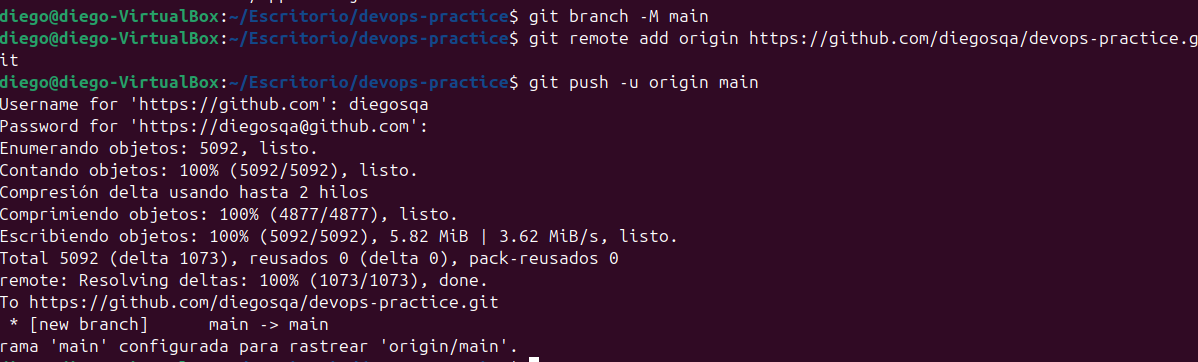 diego@diego-VirtualBox:~/Escritorio/devops-practice$ git branch -M main
diego@diego-VirtualBox:~/Escritorio/devops-practice$ git remote add origin https://github.com/diegosqa/devops-practice.g
it
diego@diego-VirtualBox:~/Escritorio/devops-practice$ git push -u origin main
Username for 'https://github.com': diegosqa
Password for 'https://diegosqa@github.com':
Enumerando objetos: 5092, listo.
Contando objetos: 100% (5092/5092), listo.
Compresión delta usando hasta 2 hilos
Comprimiendo objetos: 100% (4877/4877), listo.
Escribiendo objetos: 100% (5092/5092), 5.82 MiB | 3.62 MiB/s, listo.
Total 5092 (delta 1073), reusados 0 (delta 0), pack-reusados 0
remote: Resolving deltas: 100% (1073/1073), done.
To https://github.com/diegosqa/devops-practice.git
 * [new branch]      main -> main
rama 'main' configurada para rastrear 'origin/main'.